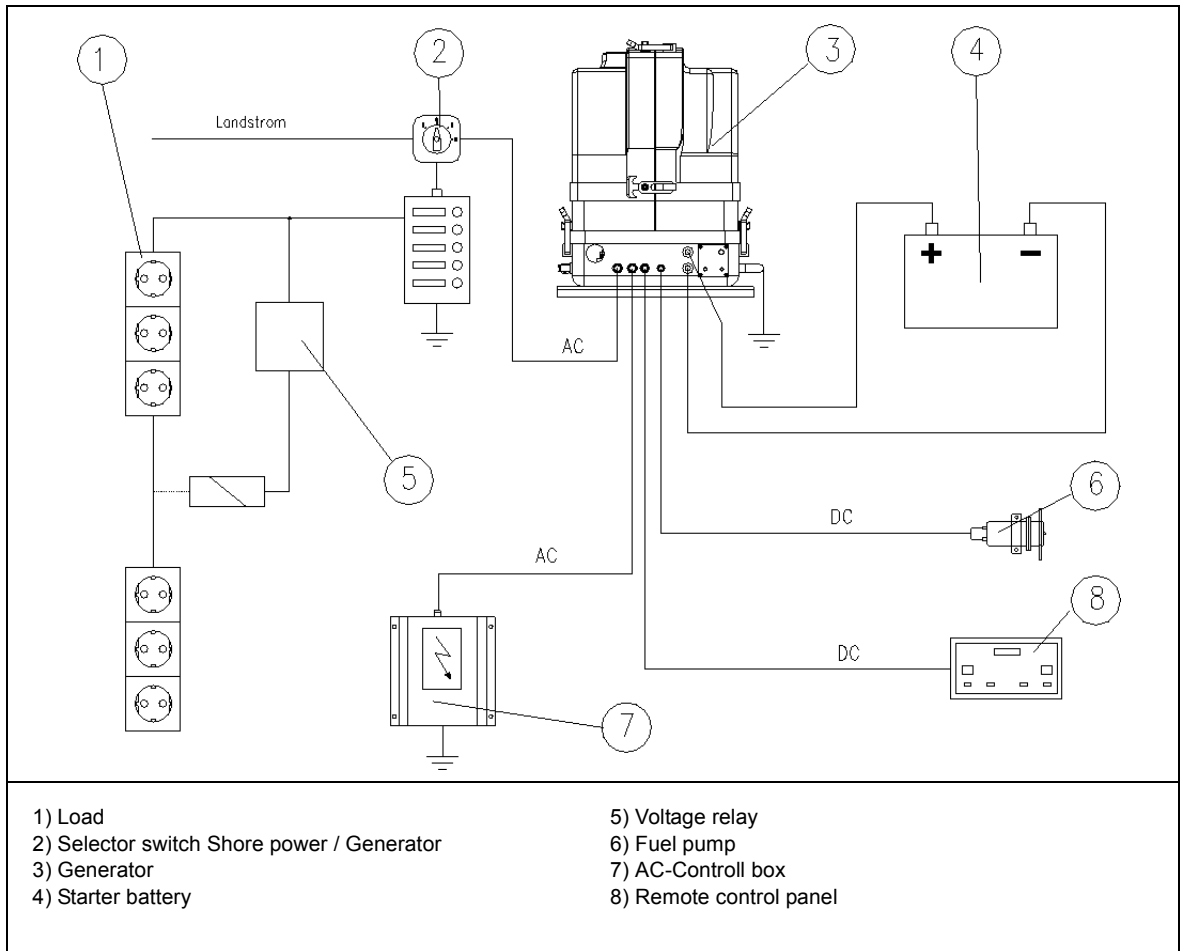 1
2
3
4
Landstrom
+ -
AC
5
6
DC
AC
8
DC
7
1) Load
2) Selector switch Shore power / Generator
3) Generator
4) Starter battery
5) Voltage relay
6) Fuel pump
7) AC-Controll box
8) Remote control panel